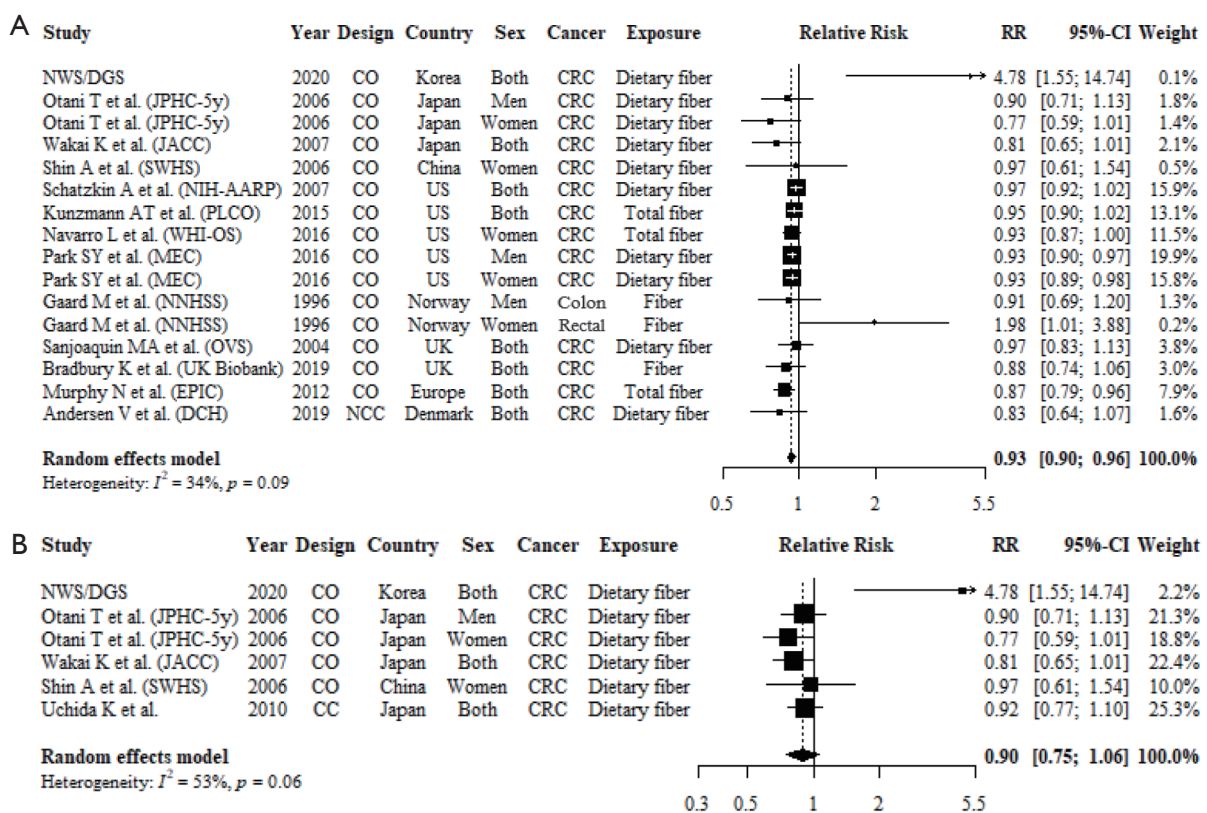 A Study Year Design Country Sex Cancer Exposure Relative Risk RR 95%-CI Weight
NWS/DGS 2020 CO Korea Both CRC Dietary fiber 4.78 [1.55; 14.74] 0.1%
Otani T et al. (JPHC-5y) 2006 CO Japan Men CRC Dietary fiber 0.90 [0.71; 1.13] 1.8%
Otani T et al. (JPHC-5y) 2006 CO Japan Women CRC Dietary fiber 0.77 [0.59; 1.01] 1.4%
Wakai K et al. (JACC) 2007 CO Japan Both CRC Dietary fiber 0.81 [0.65; 1.01] 2.1%
Shin A et al. (SWHS) 2006 CO China Women CRC Dietary fiber 0.97 [0.61; 1.54] 0.5%
Schatzkin A et al. (NIH-AARP) 2007 CO US Both CRC Dietary fiber 0.97 [0.92; 1.02] 15.9%
Kunzmann AT et al. (PLCO) 2015 CO US Both CRC Total fiber 0.95 [0.90; 1.02] 13.1%
Navarro L et al. (WHI-OS) 2016 CO US Women CRC Total fiber 0.93 [0.87; 1.00] 11.5%
Park SY et al. (MEC) 2016 CO US Men CRC Dietary fiber 0.93 [0.90; 0.97] 19.9%
Park SY et al. (MEC) 2016 CO US Women CRC Dietary fiber 0.93 [0.89; 0.98] 15.8%
Gaard M et al. (NNHSS) 1996 CO Norway Men Colon Fiber 0.91 [0.69; 1.20] 1.3%
Gaard M et al. (NNHSS) 1996 CO Norway Women Rectal Fiber 1.98 [1.01; 3.88] 0.2%
Sanjoaquin MA et al. (OVS) 2004 CO UK Both CRC Dietary fiber 0.97 [0.83; 1.13] 3.8%
Bradbury K et al. (UK Biobank) 2019 CO UK Both CRC Fiber 0.88 [0.74; 1.06] 3.0%
Murphy N et al. (EPIC) 2012 CO Europe Both CRC Total fiber 0.87 [0.79; 0.96] 7.9%
Andersen V et al. (DCH) 2019 NCC Denmark Both CRC Dietary fiber 0.83 [0.64; 1.07] 1.6%
Random effects model 0.93 [0.90; 0.96] 100.0%
Heterogeneity: I² = 34%, p = 0.09
0.5 1 2 5.5
B Study Year Design Country Sex Cancer Exposure Relative Risk RR 95%-CI Weight
NWS/DGS 2020 CO Korea Both CRC Dietary fiber 4.78 [1.55; 14.74] 2.2%
Otani T et al. (JPHC-5y) 2006 CO Japan Men CRC Dietary fiber 0.90 [0.71; 1.13] 21.3%
Otani T et al. (JPHC-5y) 2006 CO Japan Women CRC Dietary fiber 0.77 [0.59; 1.01] 18.8%
Wakai K et al. (JACC) 2007 CO Japan Both CRC Dietary fiber 0.81 [0.65; 1.01] 22.4%
Shin A et al. (SWHS) 2006 CO China Women CRC Dietary fiber 0.97 [0.61; 1.54] 10.0%
Uchida K et al. 2010 CC Japan Both CRC Dietary fiber 0.92 [0.77; 1.10] 25.3%
Random effects model 0.90 [0.75; 1.06] 100.0%
Heterogeneity: I² = 53%, p = 0.06
0.3 0.5 1 2 5.5